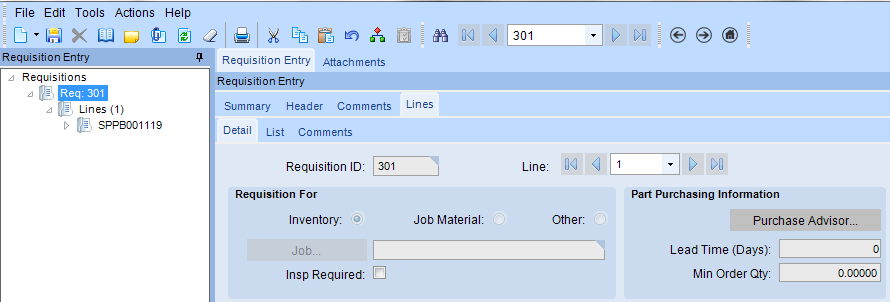 File Edit Tools Actions Help
301
Requisition Entry
Requisitions
Req: 301
Lines (1)
SPPB001119
Requisition Entry Attachments
Requisition Entry
Summary Header Comments Lines
Detail List Comments
Requisition ID: 301 Line: 1
Requisition For
Inventory: Job Material: Other:
Job...
Insp Required:
Part Purchasing Information
Purchase Advisor...
Lead Time (Days): 0
Min Order Qty: 0.00000